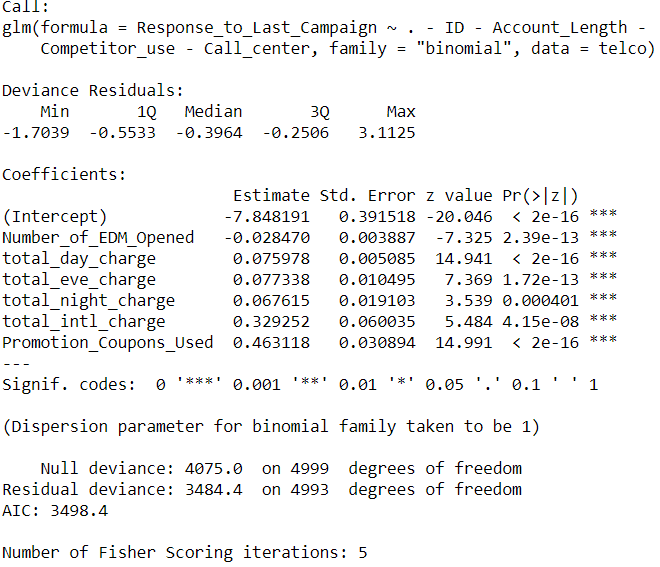 Call:
glm(formula = Response_to_Last_Campaign ~ . - ID - Account_Length -
    Competitor_use - Call_center, family = "binomial", data = telco)

Deviance Residuals:
    Min       1Q   Median       3Q      Max
-1.7039  -0.5533  -0.3964  -0.2506   3.1125

Coefficients:
                       Estimate Std. Error z value Pr(>|z|)
(Intercept)           -7.848191   0.391518 -20.046  < 2e-16 ***
Number_of_EDM_Opened  -0.028470   0.003887  -7.325 2.39e-13 ***
total_day_charge       0.075978   0.005085  14.941  < 2e-16 ***
total_eve_charge       0.077338   0.010495   7.369 1.72e-13 ***
total_night_charge     0.067615   0.019103   3.539 0.000401 ***
total_intl_charge      0.329252   0.060035   5.484 4.15e-08 ***
Promotion_Coupons_Used 0.463118   0.030894  14.991  < 2e-16 ***
---
Signif. codes:  0 '***' 0.001 '**' 0.01 '*' 0.05 '.' 0.1 ' ' 1

(Dispersion parameter for binomial family taken to be 1)

    Null deviance: 4075.0  on 4999  degrees of freedom
Residual deviance: 3484.4  on 4993  degrees of freedom
AIC: 3498.4

Number of Fisher Scoring iterations: 5